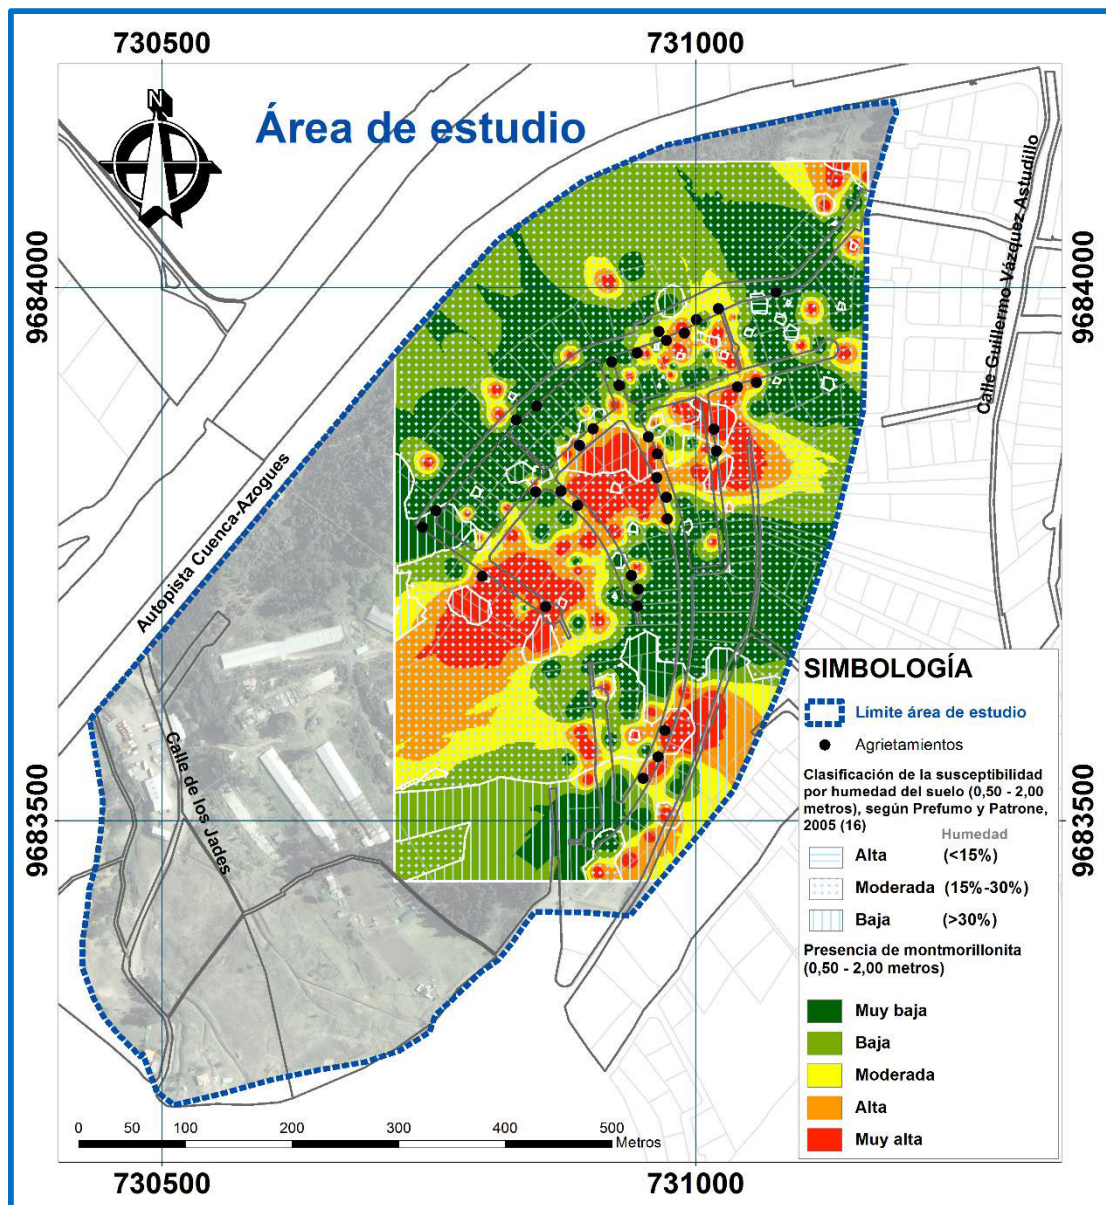 730500
731000
N
Área de estudio
9684000
9684000
Calle Guillermo Vázquez Astudillo
Autopista Cuenca-Azogues
Calle de los Jades
9683500
9683500
SIMBOLOGÍA
Límite área de estudio
Agrietamientos
Clasificación de la susceptibilidad
por humedad del suelo (0,50 - 2,00
metros), según Prefumo y Patrone,
2005 (16)
Humedad
Alta (<15%)
Moderada (15%-30%)
Baja (>30%)
Presencia de montmorillonita
(0,50 - 2,00 metros)
Muy baja
Baja
Moderada
Alta
Muy alta
0 50 100 200 300 400 500
Metros
730500
731000